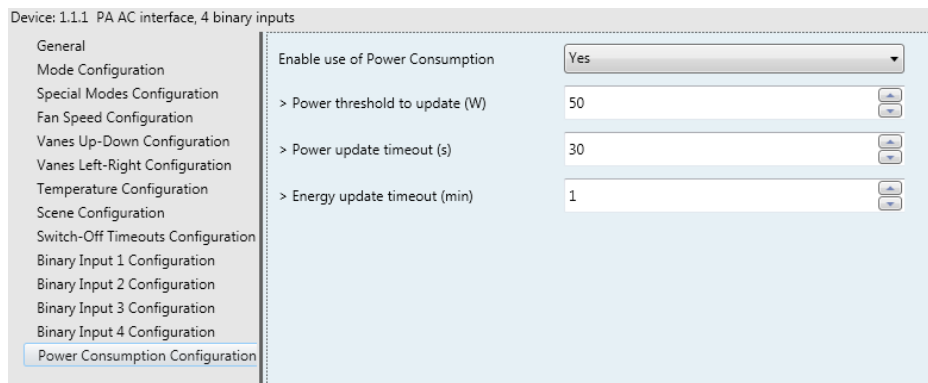 Device: 1.1.1 PA AC interface, 4 binary inputs
General
Mode Configuration
Special Modes Configuration
Fan Speed Configuration
Vanes Up-Down Configuration
Vanes Left-Right Configuration
Temperature Configuration
Scene Configuration
Switch-Off Timeouts Configuration
Binary Input 1 Configuration
Binary Input 2 Configuration
Binary Input 3 Configuration
Binary Input 4 Configuration
Power Consumption Configuration
Enable use of Power Consumption Yes
> Power threshold to update (W) 50
> Power update timeout (s) 30
> Energy update timeout (min) 1